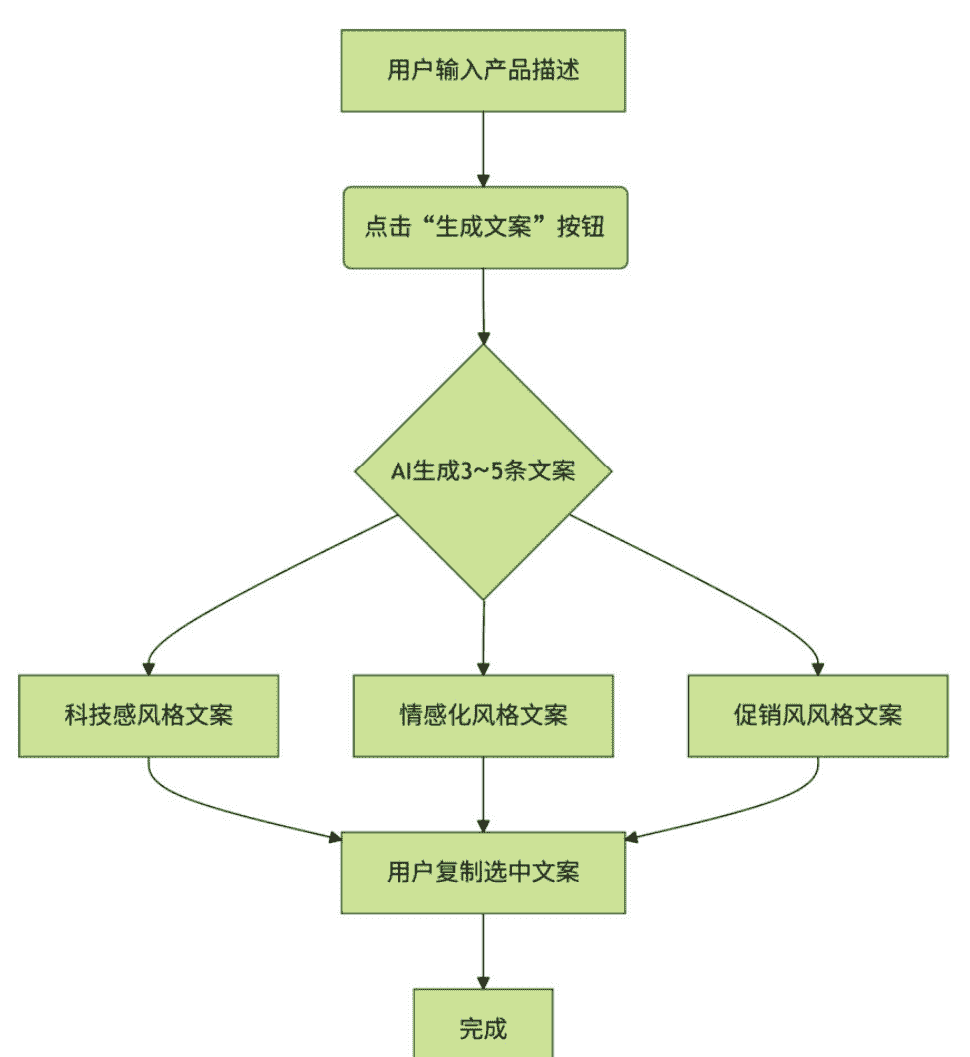 用户输入产品描述
点击“生成文案”按钮
AI生成3~5条文案
科技感风格文案
情感化风格文案
促销风风格文案
用户复制选中文案
完成